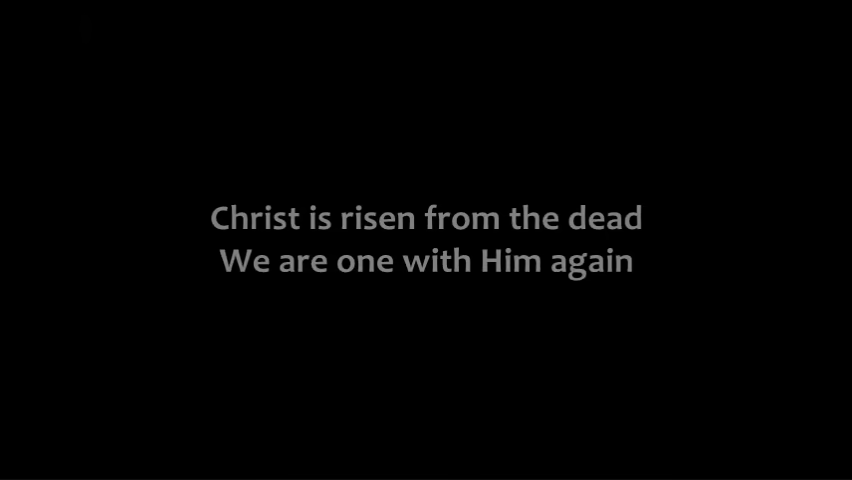 Christ is risen from the dead
We are one with Him again